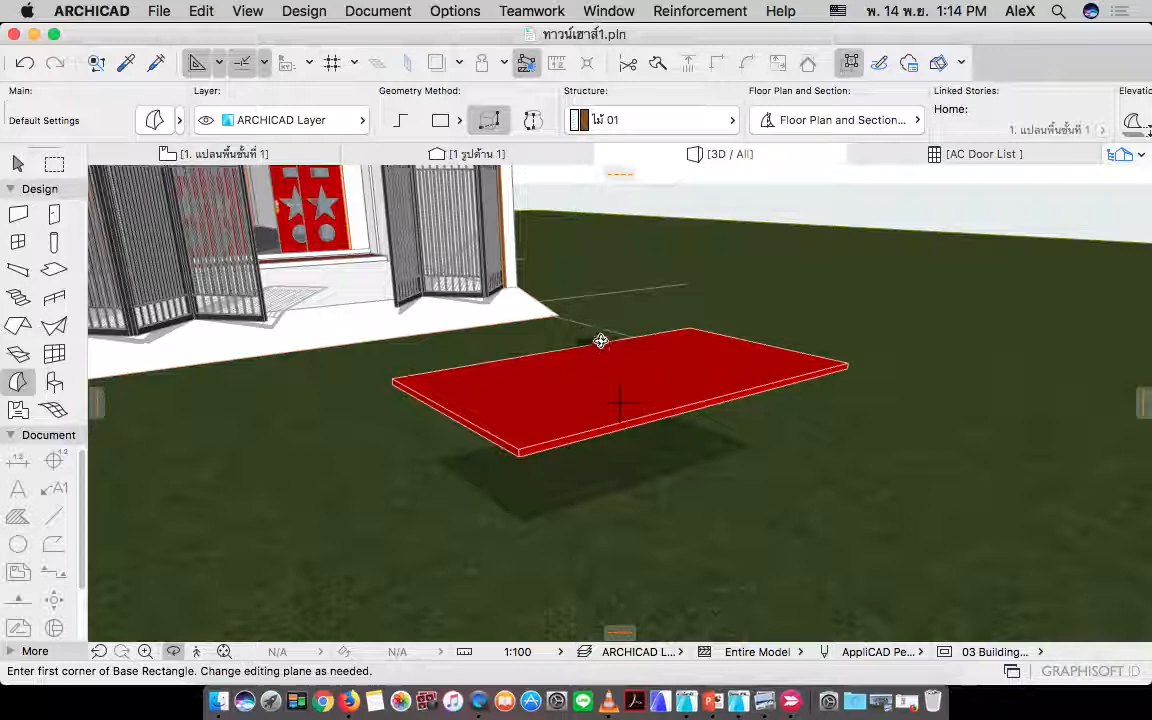 ARCHICAD File Edit View Design Document Options Teamwork Window Reinforcement Help พ. 14 พ.ย. 1:14 PM AleX
ทาวน์เฮาส์1.pln
Main: Layer: Geometry Method: Structure: Floor Plan and Section: Linked Stories: Elevatio
Default Settings ARCHICAD Layer ไม้ 01 Floor Plan and Section... Home:
1. แปลนพื้นชั้นที่ 1
[1. แปลนพื้นชั้นที่ 1] [1 รูปด้าน 1] [3D / All] [AC Door List ]
Design
Document
1.2
A A1
More N/A N/A 1:100 ARCHICAD L... Entire Model AppliCAD Pe... 03 Building...
Enter first corner of Base Rectangle. Change editing plane as needed. GRAPHISOFT ID